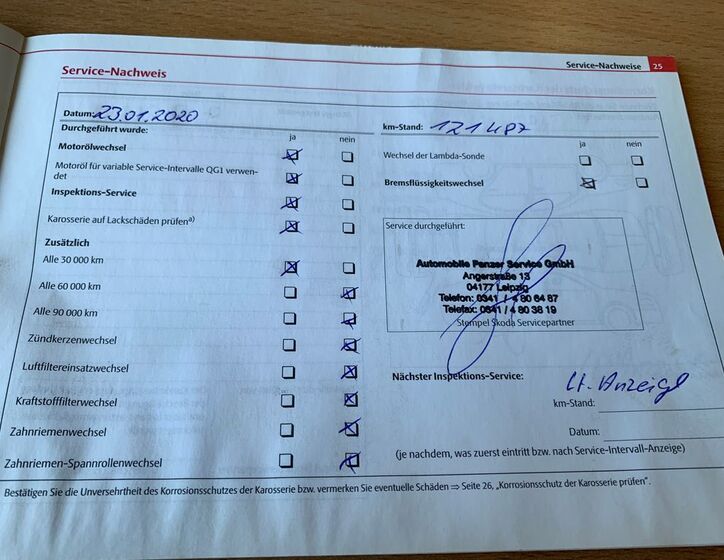 Service-Nachweise 25
Service-Nachweis
Datum: 23.01.2020
km-Stand: 121487
Durchgeführt wurde: ja nein
ja nein
Motorölwechsel
Wechsel der Lambda-Sonde
Motoröl für variable Service-Intervalle QG1 verwen-
det
Bremsflüssigkeitswechsel
Inspektions-Service
Karosserie auf Lackschäden prüfen a)
Service durchgeführt:
Zusätzlich
Alle 30 000 km
Alle 60 000 km
Alle 90 000 km
Zündkerzenwechsel
Luftfiltereinsatzwechsel
Kraftstofffilterwechsel
Zahnriemenwechsel
Zahnriemen-Spannrollenwechsel
Automobile Panzer Service GmbH
Angerstraße 13
04177 Leipzig
Telefon: 0341 / 4 80 64 87
Telefax: 0341 / 4 80 38 19
Stempel Skoda Servicepartner
Nächster Inspektions-Service: lt. Anzeige
km-Stand:
Datum:
(je nachdem, was zuerst eintritt bzw. nach Service-Intervall-Anzeige)
Bestätigen Sie die Unversehrtheit des Korrosionsschutzes der Karosserie bzw. vermerken Sie eventuelle Schäden ⇒ Seite 26, „Korrosionsschutz der Karosserie prüfen“.